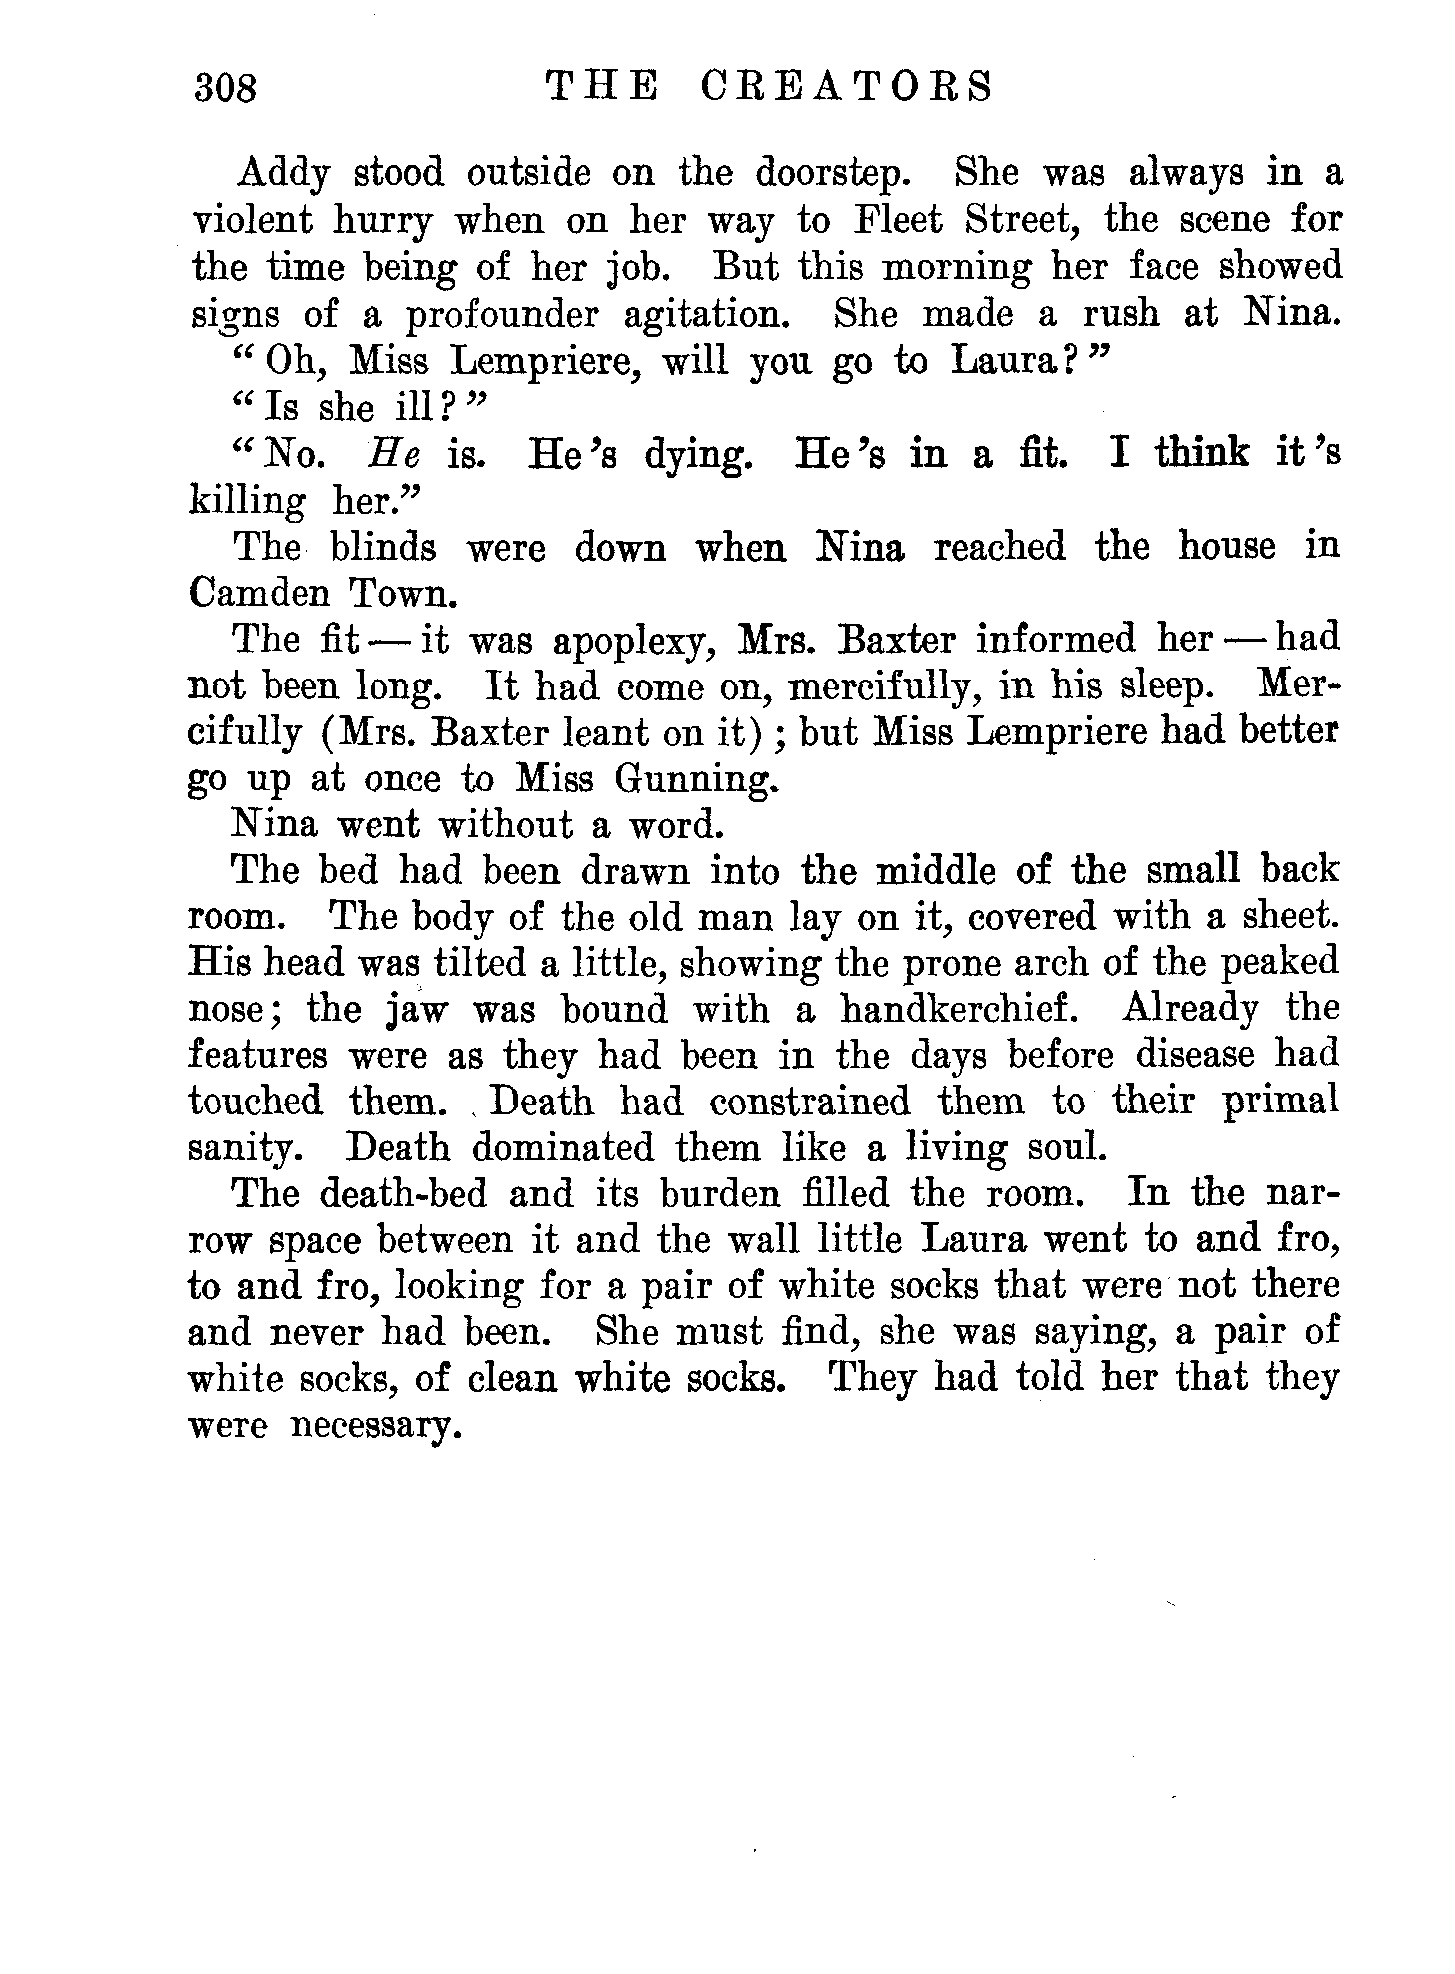 308 THE CREATORS
Addy stood outside on the doorstep. She was always in a
violent hurry when on her way to Fleet Street, the scene for
the time being of her job. But this morning her face showed
signs of a profounder agitation. She made a rush at Nina.
"Oh, Miss Lempriere, will you go to Laura?"
"Is she ill?"
"No. He is. He's dying. He's in a fit. I think it's
killing her."
The blinds were down when Nina reached the house in
Camden Town.
The fit — it was apoplexy, Mrs. Baxter informed her — had
not been long. It had come on, mercifully, in his sleep. Mer-
cifully (Mrs. Baxter leant on it); but Miss Lempriere had better
go up at once to Miss Gunning.
Nina went without a word.
The bed had been drawn into the middle of the small back
room. The body of the old man lay on it, covered with a sheet.
His head was tilted a little, showing the prone arch of the peaked
nose; the jaw was bound with a handkerchief. Already the
features were as they had been in the days before disease had
touched them. Death had constrained them to their primal
sanity. Death dominated them like a living soul.
The death-bed and its burden filled the room. In the nar-
row space between it and the wall little Laura went to and fro,
to and fro, looking for a pair of white socks that were not there
and never had been. She must find, she was saying, a pair of
white socks, of clean white socks. They had told her that they
were necessary.